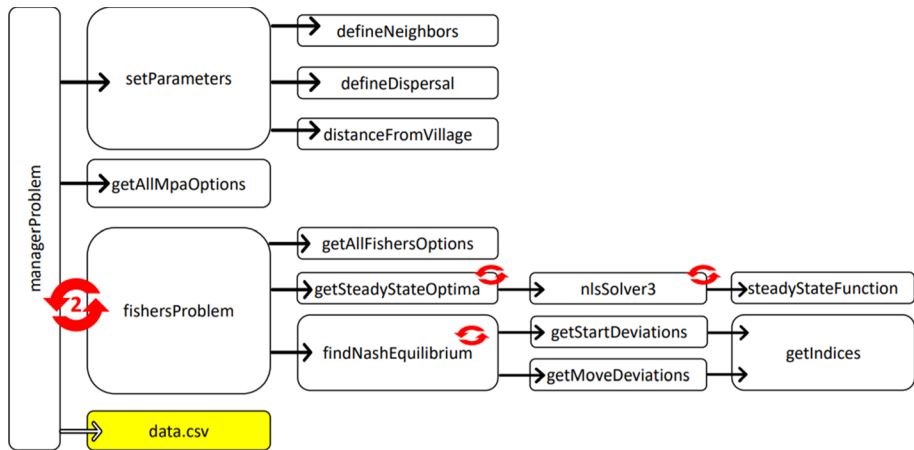 managerProblem
setParameters
defineNeighbors
defineDispersal
distanceFromVillage
getAllMpaOptions
2
fishersProblem
getAllFishersOptions
getSteadyStateOptima
nlsSolver3
steadyStateFunction
findNashEquilibrium
getStartDeviations
getMoveDeviations
getIndices
data.csv